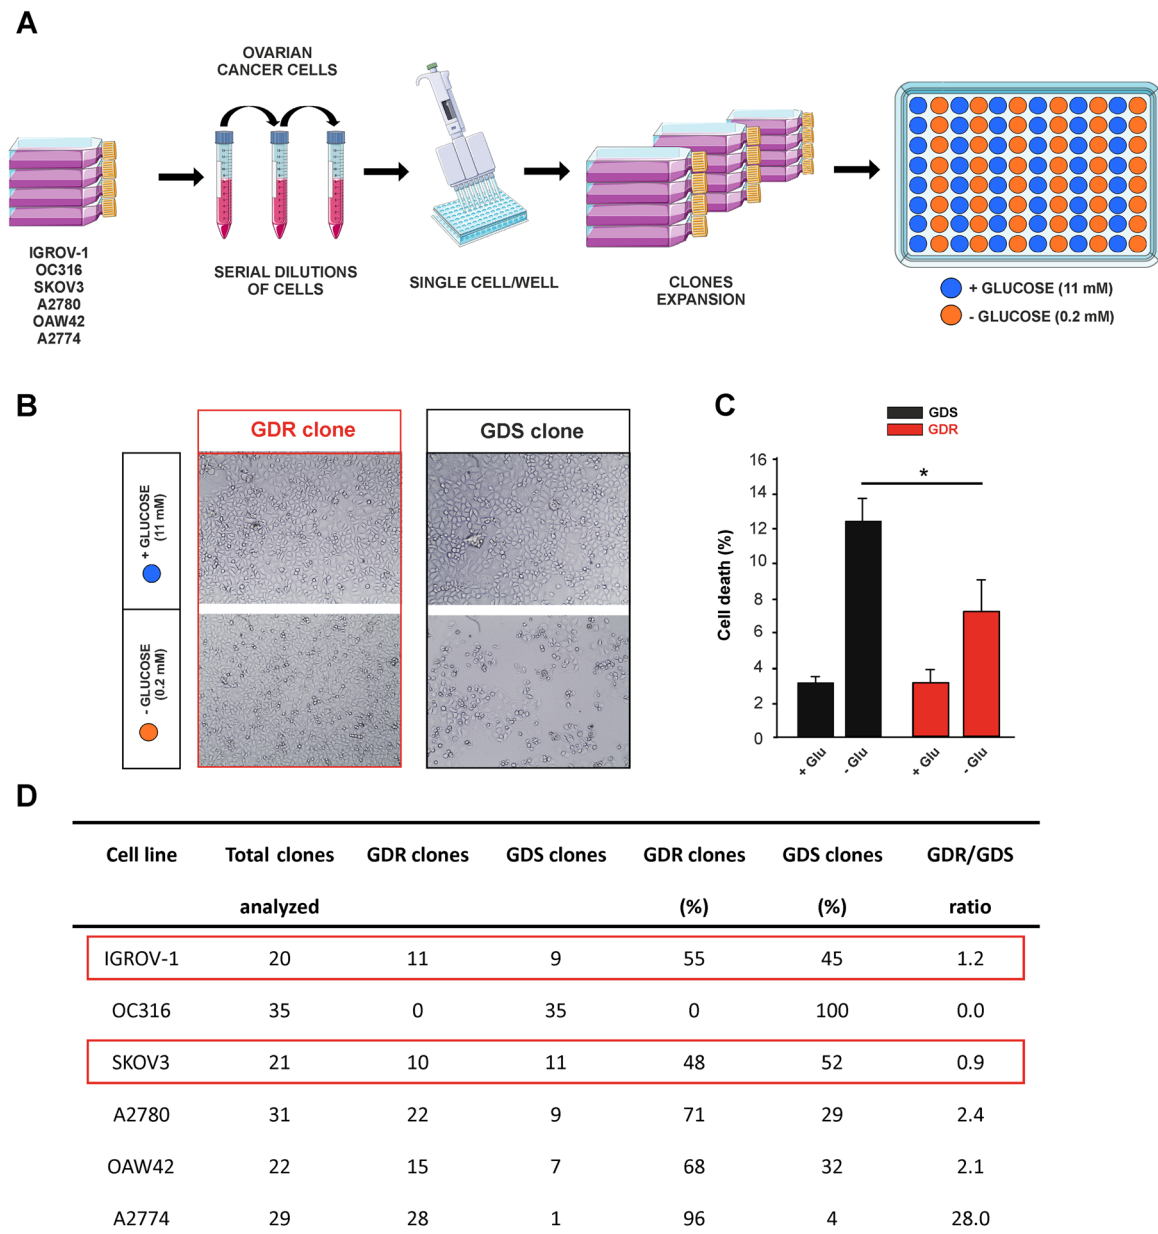 A
OVARIAN
CANCER CELLS
IGROV-1
OC316
SKOV3
A2780
OAW42
A2774
SERIAL DILUTIONS
OF CELLS
SINGLE CELL/WELL
CLONES
EXPANSION
+ GLUCOSE (11 mM)
- GLUCOSE (0.2 mM)
B
GDR clone
GDS clone
+ GLUCOSE
(11 mM)
- GLUCOSE
(0.2 mM)
C
GDS
GDR
Cell death (%)
16
14
12
10
8
6
4
2
0
*
+ Glu
- Glu
+ Glu
- Glu
D
Cell line Total clones GDR clones GDS clones GDR clones GDS clones GDR/GDS
analyzed (%) (%) ratio
IGROV-1 20 11 9 55 45 1.2
OC316 35 0 35 0 100 0.0
SKOV3 21 10 11 48 52 0.9
A2780 31 22 9 71 29 2.4
OAW42 22 15 7 68 32 2.1
A2774 29 28 1 96 4 28.0